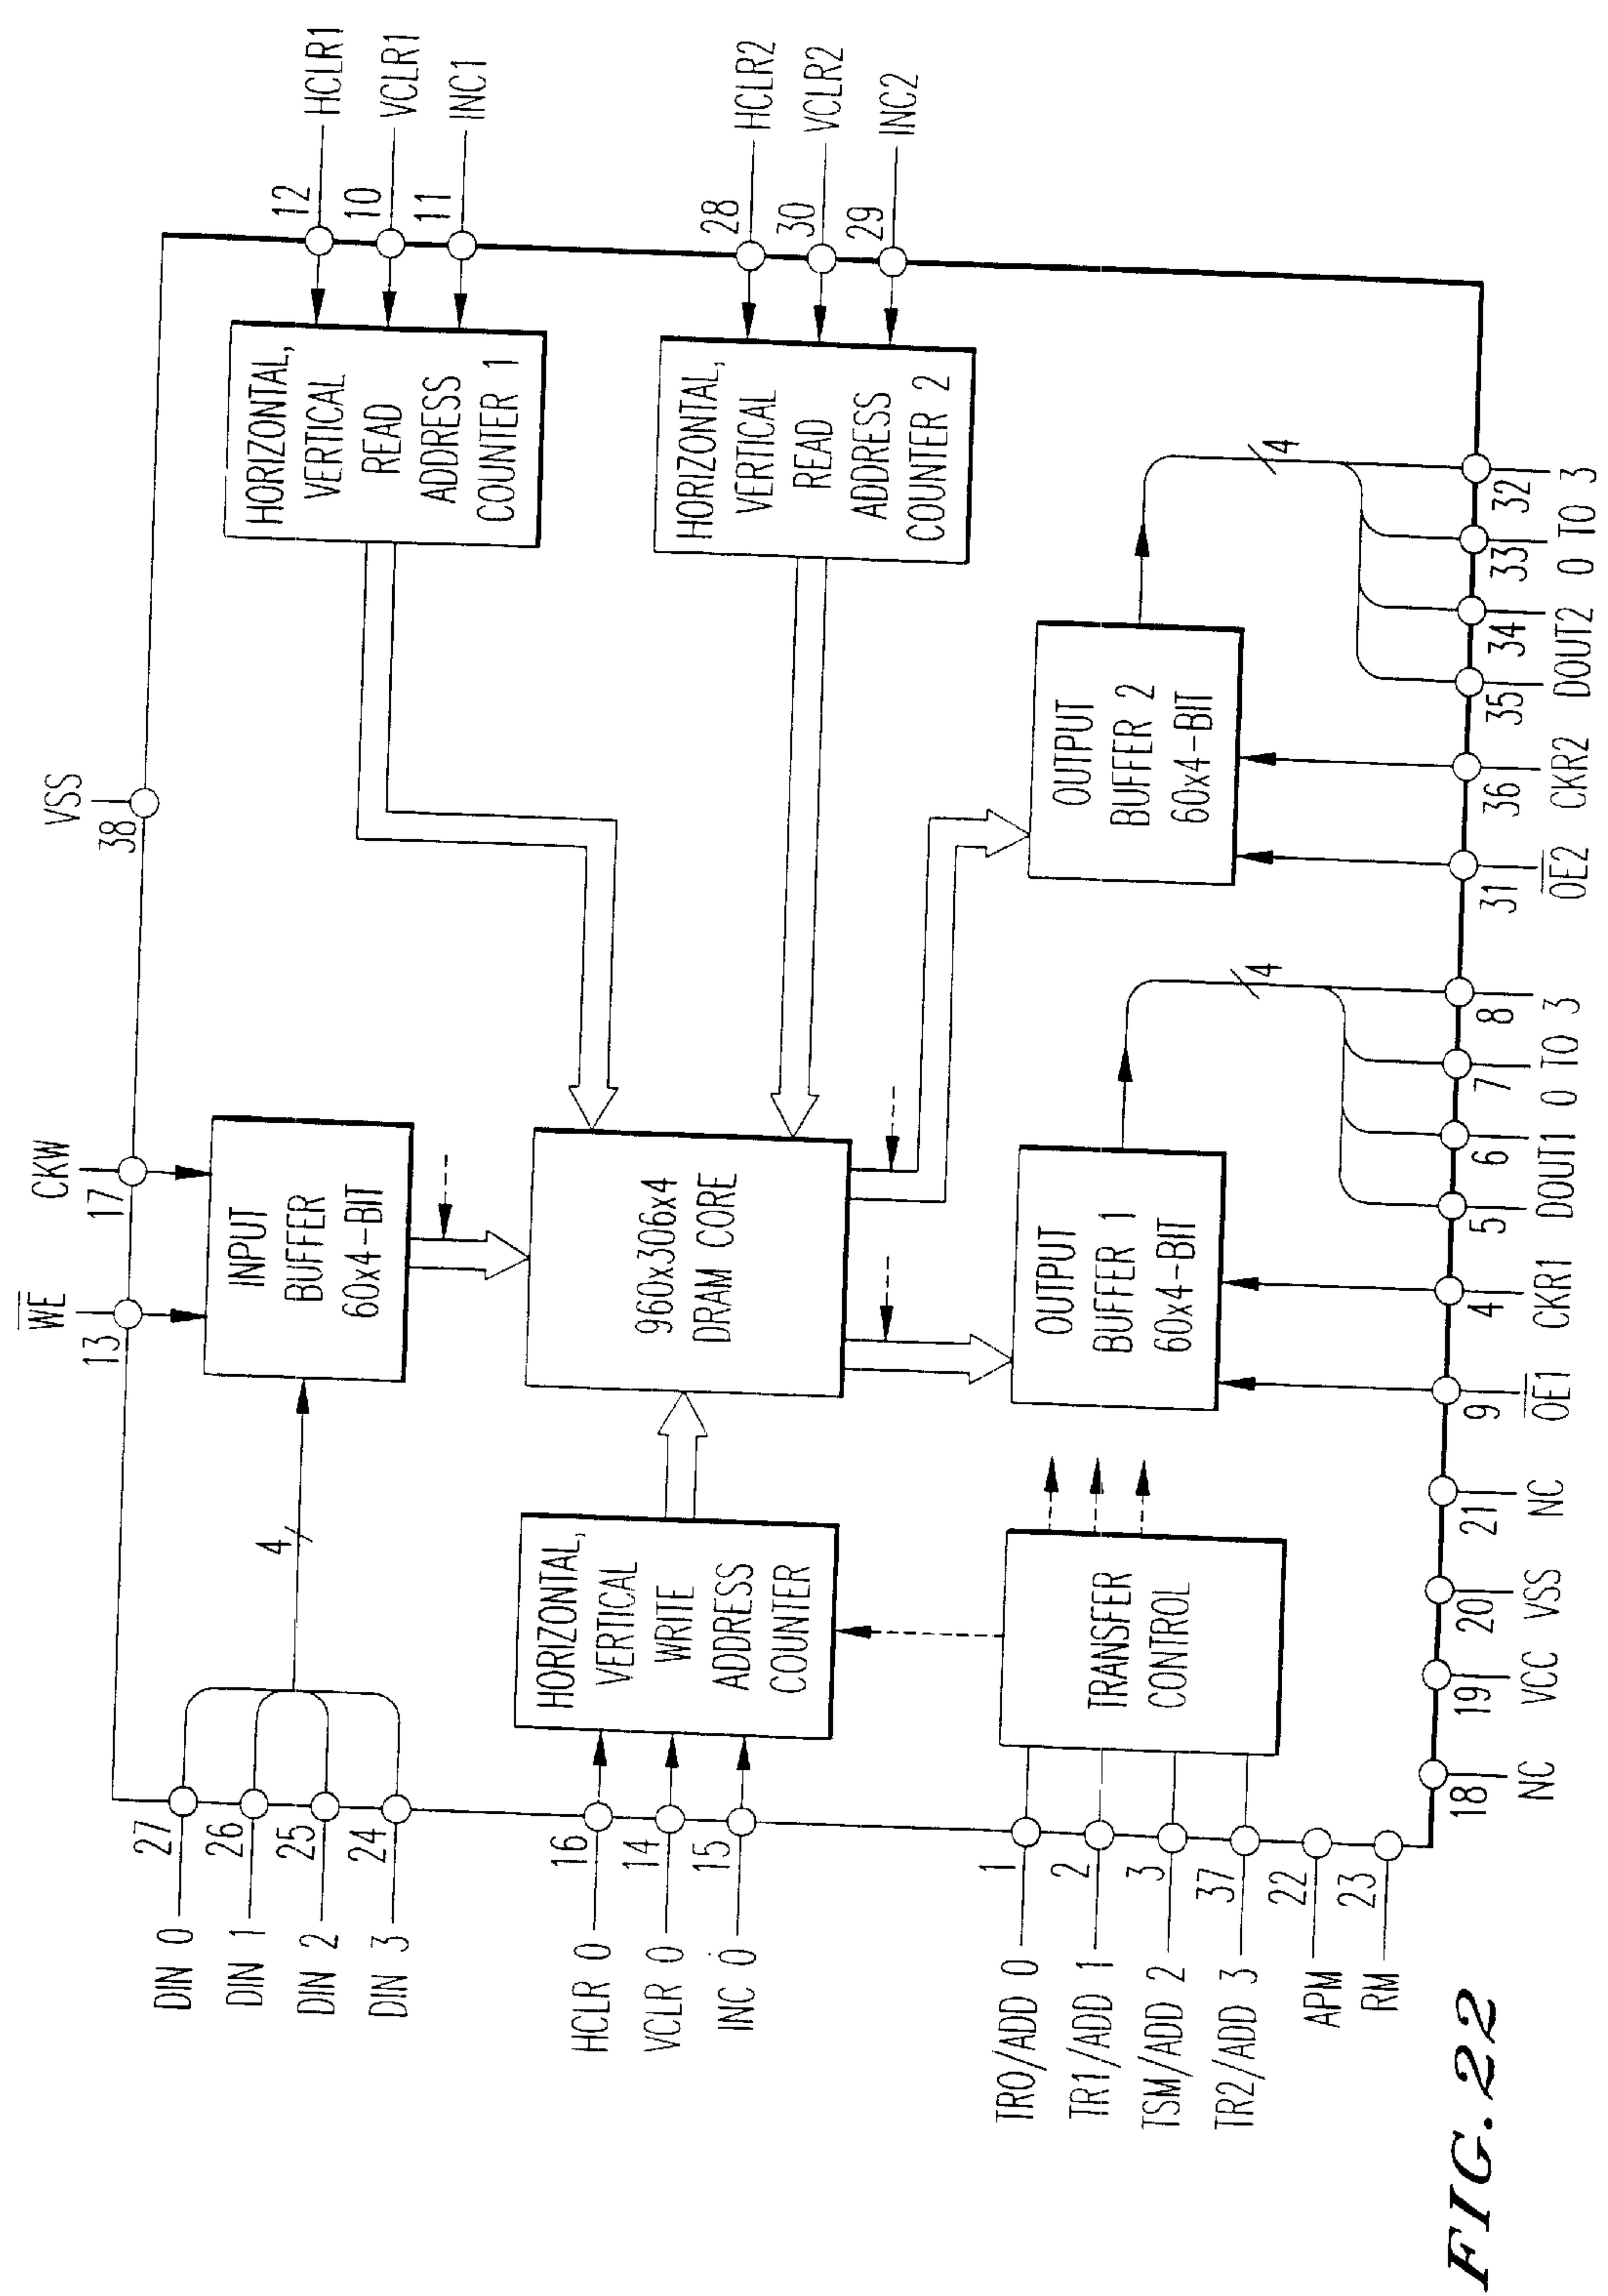 HCLR1
VCLR1
INC1
HCLR2
VCLR2
INC2
12
10
11
28
30
29
HORIZONTAL,
VERTICAL
READ
ADDRESS
COUNTER 1
HORIZONTAL,
VERTICAL
READ
ADDRESS
COUNTER 2
VSS
38
CKW
17
WE
13
INPUT
BUFFER
60x4-BIT
960x306x4
DRAM CORE
OUTPUT
BUFFER 2
60x4-BIT
4
32
33
34
35
DOUT2 0 TO 3
36
CKR2
31
OE2
OUTPUT
BUFFER 1
60x4-BIT
4
8
7
6
5
DOUT1 0 TO 3
4
CKR1
9
OE1
4
HORIZONTAL,
VERTICAL
WRITE
ADDRESS
COUNTER
TRANSFER
CONTROL
21
NC
20
VSS
19
VCC
18
NC
27
26
25
24
DIN 0
DIN 1
DIN 2
DIN 3
16
14
15
HCLR 0
VCLR 0
INC 0
1
2
3
37
22
23
TR0/ADD 0
TR1/ADD 1
TSM/ADD 2
TR2/ADD 3
APM
RM
FIG. 22